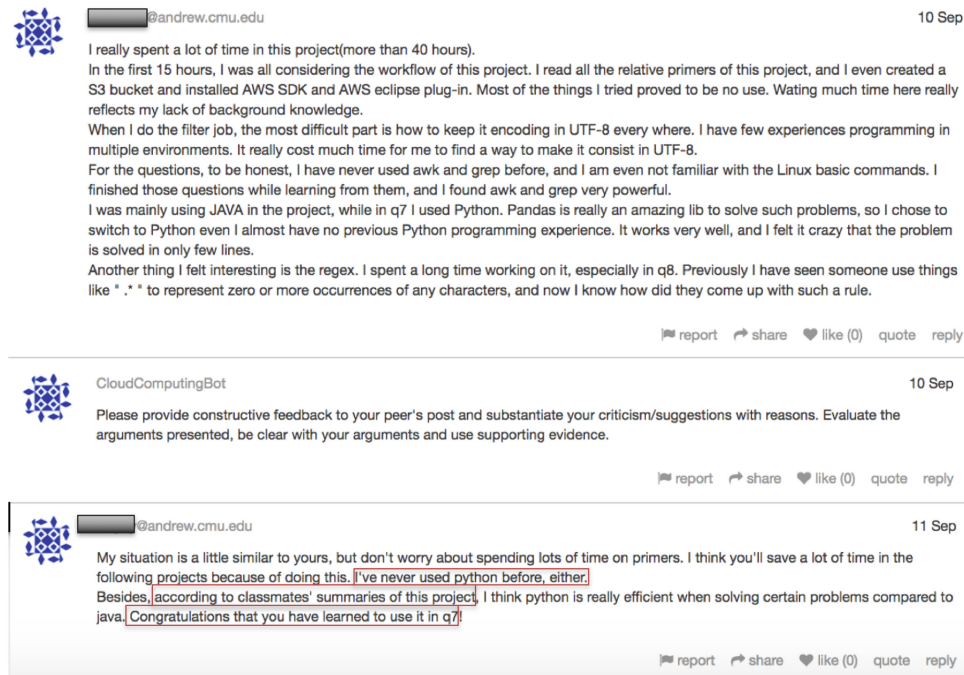 @andrew.cmu.edu
10 Sep
I really spent a lot of time in this project(more than 40 hours).
In the first 15 hours, I was all considering the workflow of this project. I read all the relative primers of this project, and I even created a
S3 bucket and installed AWS SDK and AWS eclipse plug-in. Most of the things I tried proved to be no use. Wating much time here really
reflects my lack of background knowledge.
When I do the filter job, the most difficult part is how to keep it encoding in UTF-8 every where. I have few experiences programming in
multiple environments. It really cost much time for me to find a way to make it consist in UTF-8.
For the questions, to be honest, I have never used awk and grep before, and I am even not familiar with the Linux basic commands. I
finished those questions while learning from them, and I found awk and grep very powerful.
I was mainly using JAVA in the project, while in q7 I used Python. Pandas is really an amazing lib to solve such problems, so I chose to
switch to Python even I almost have no previous Python programming experience. It works very well, and I felt it crazy that the problem
is solved in only few lines.
Another thing I felt interesting is the regex. I spent a long time working on it, especially in q8. Previously I have seen someone use things
like " .* " to represent zero or more occurrences of any characters, and now I know how did they come up with such a rule.
report share like (0) quote reply
CloudComputingBot
10 Sep
Please provide constructive feedback to your peer's post and substantiate your criticism/suggestions with reasons. Evaluate the
arguments presented, be clear with your arguments and use supporting evidence.
report share like (0) quote reply
@andrew.cmu.edu
11 Sep
My situation is a little similar to yours, but don't worry about spending lots of time on primers. I think you'll save a lot of time in the
following projects because of doing this. I've never used python before, either.
Besides, according to classmates' summaries of this project, I think python is really efficient when solving certain problems compared to
java. Congratulations that you have learned to use it in q7!
report share like (0) quote reply